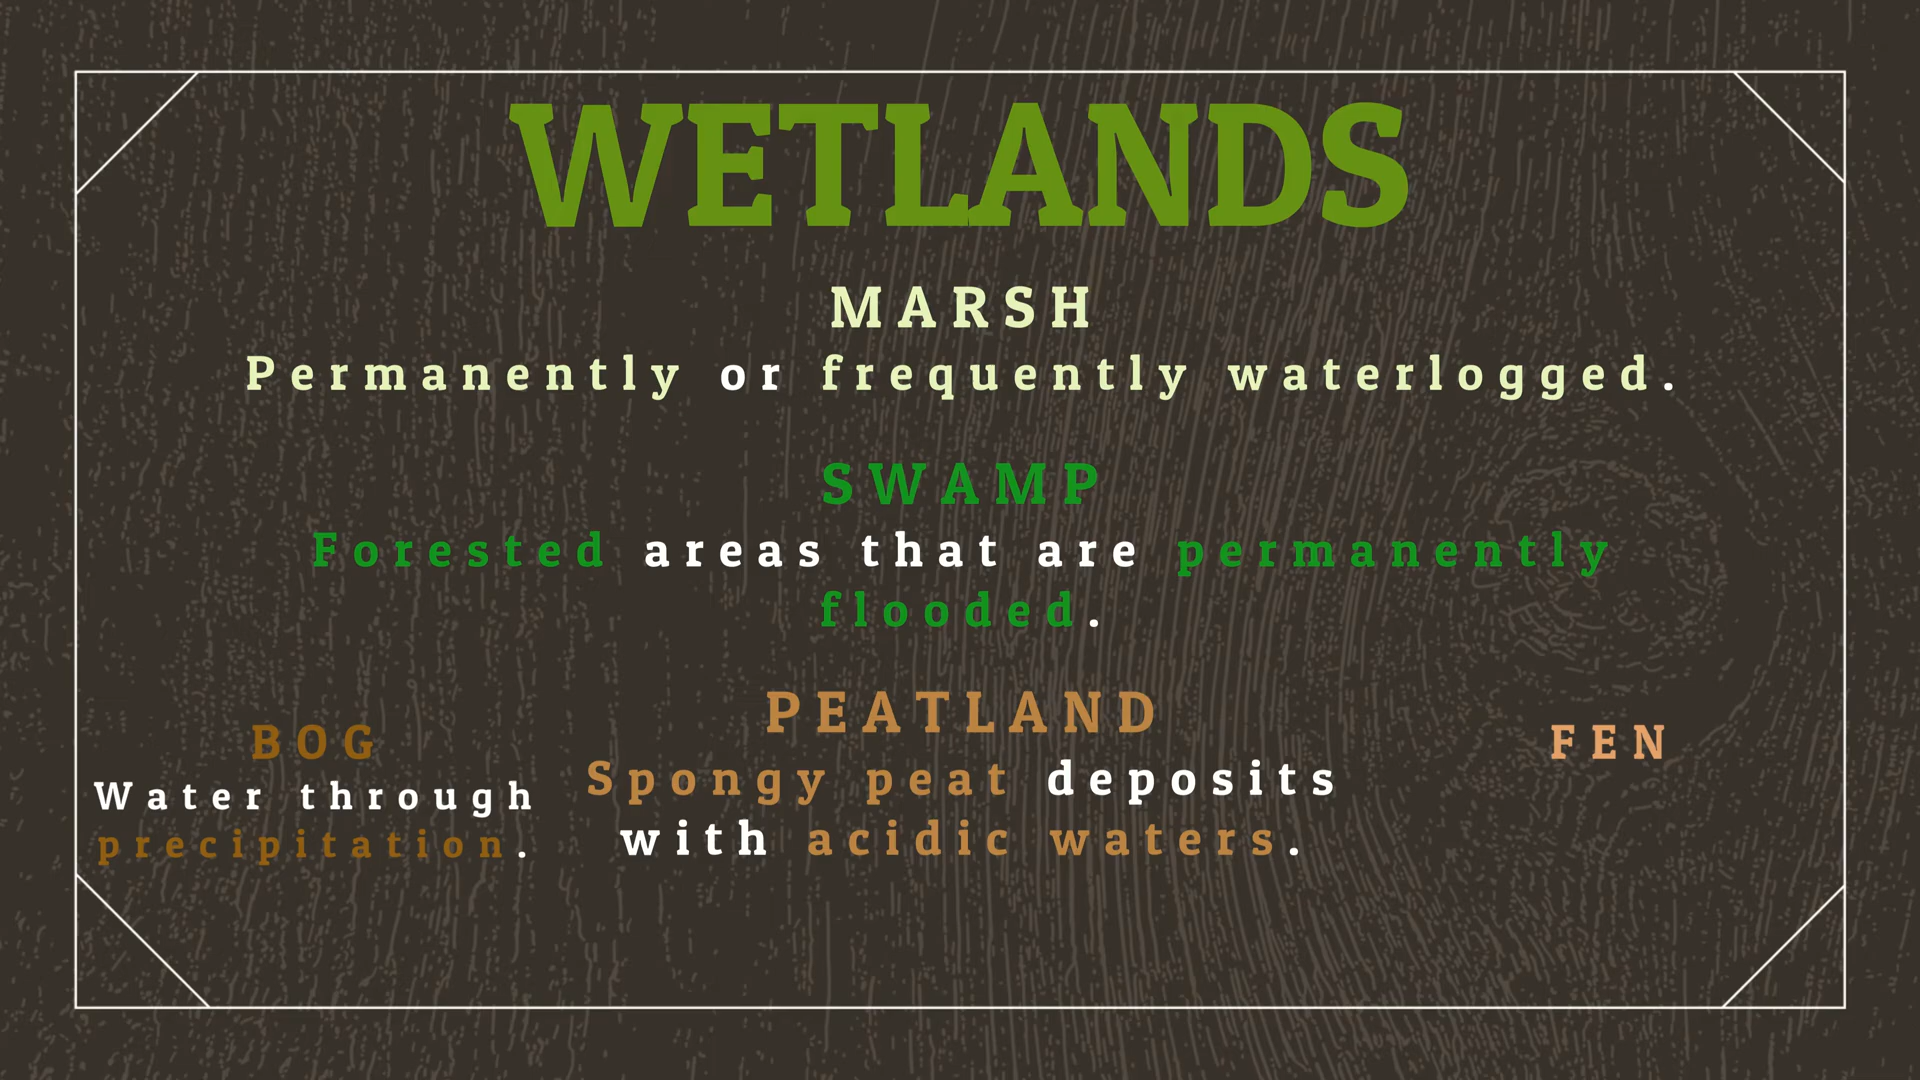 WETLANDS
MARSH
Permanently or frequently waterlogged.
SWAMP
Forested areas that are permanently
flooded.
PEATLAND
Spongy peat deposits
with acidic waters.
BOG
Water through
precipitation.
FEN